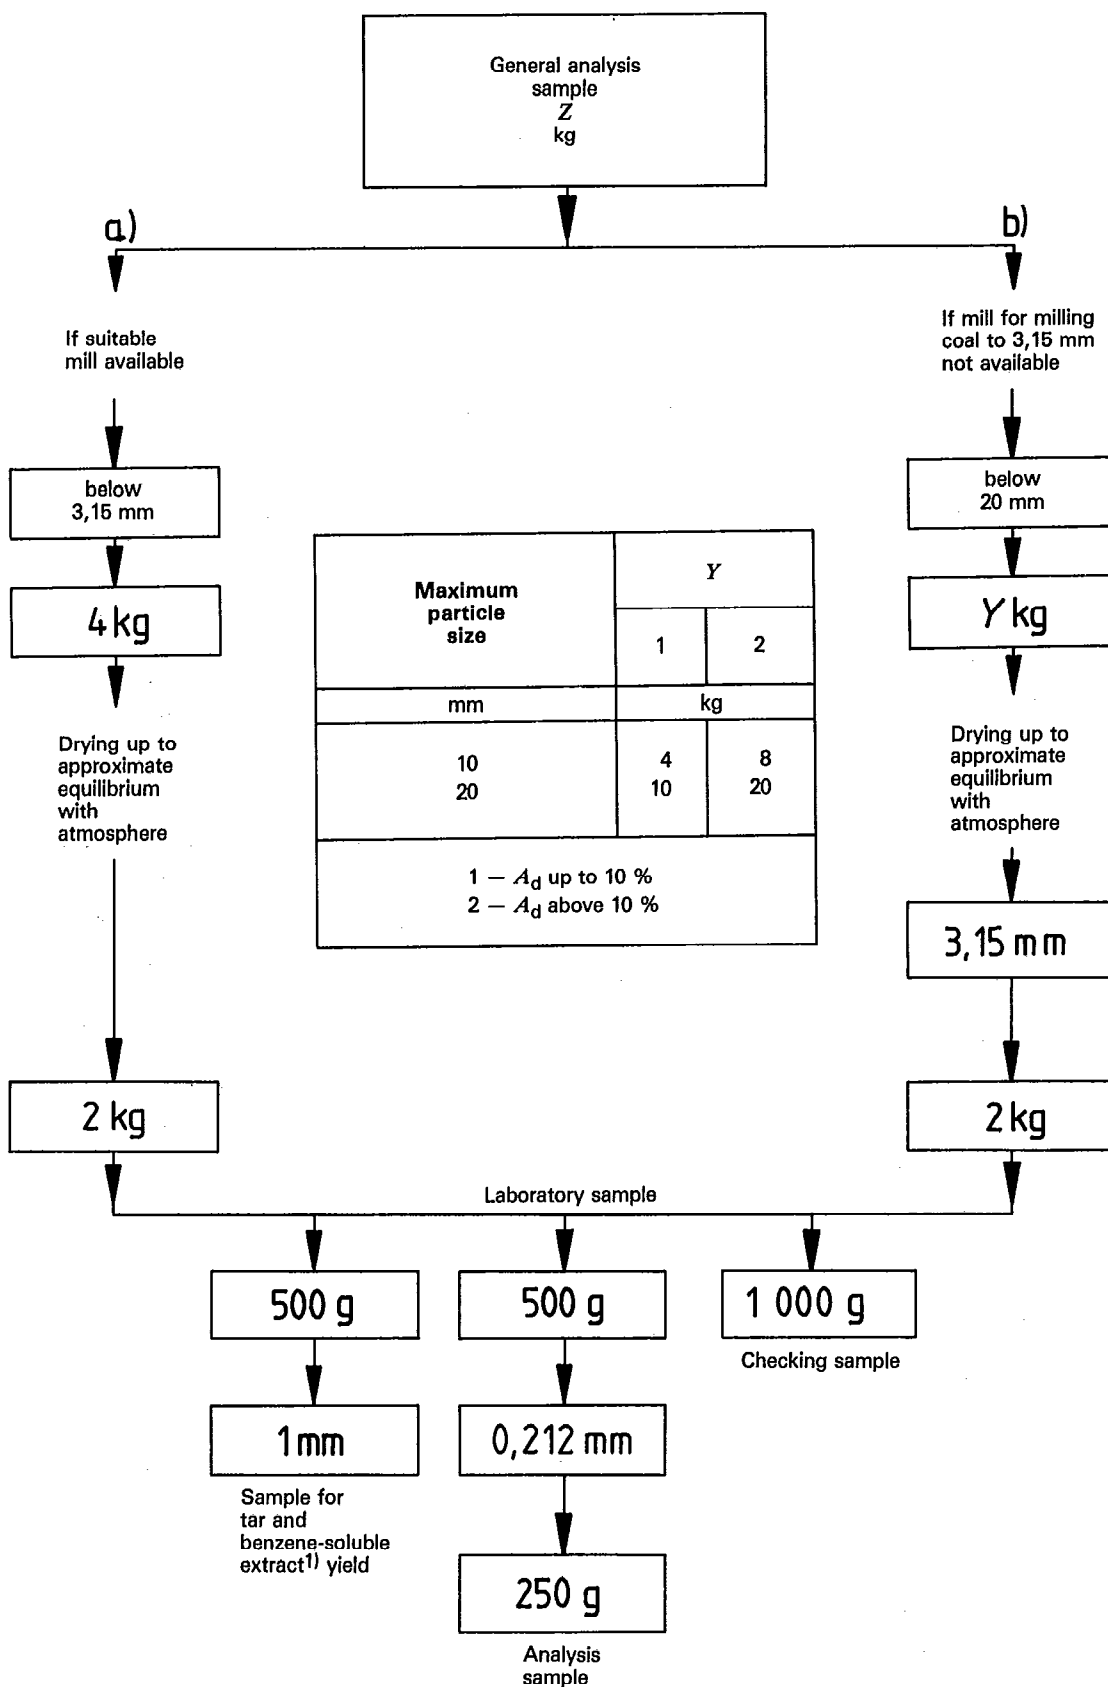 General analysis
sample
Z
kg
a)
b)
If suitable
mill available
If mill for milling
coal to 3,15 mm
not available
below
3,15 mm
below
20 mm
4 kg
Y kg
Maximum
particle
size
Y
1
2
mm
kg
10
4
8
20
10
20
1 — Ad up to 10 %
2 — Ad above 10 %
Drying up to
approximate
equilibrium
with
atmosphere
Drying up to
approximate
equilibrium
with
atmosphere
3,15 mm
2 kg
2 kg
Laboratory sample
500 g
500 g
1 000 g
Checking sample
1 mm
0,212 mm
Sample for
tar and
benzene-soluble
extract1) yield
250 g
Analysis
sample